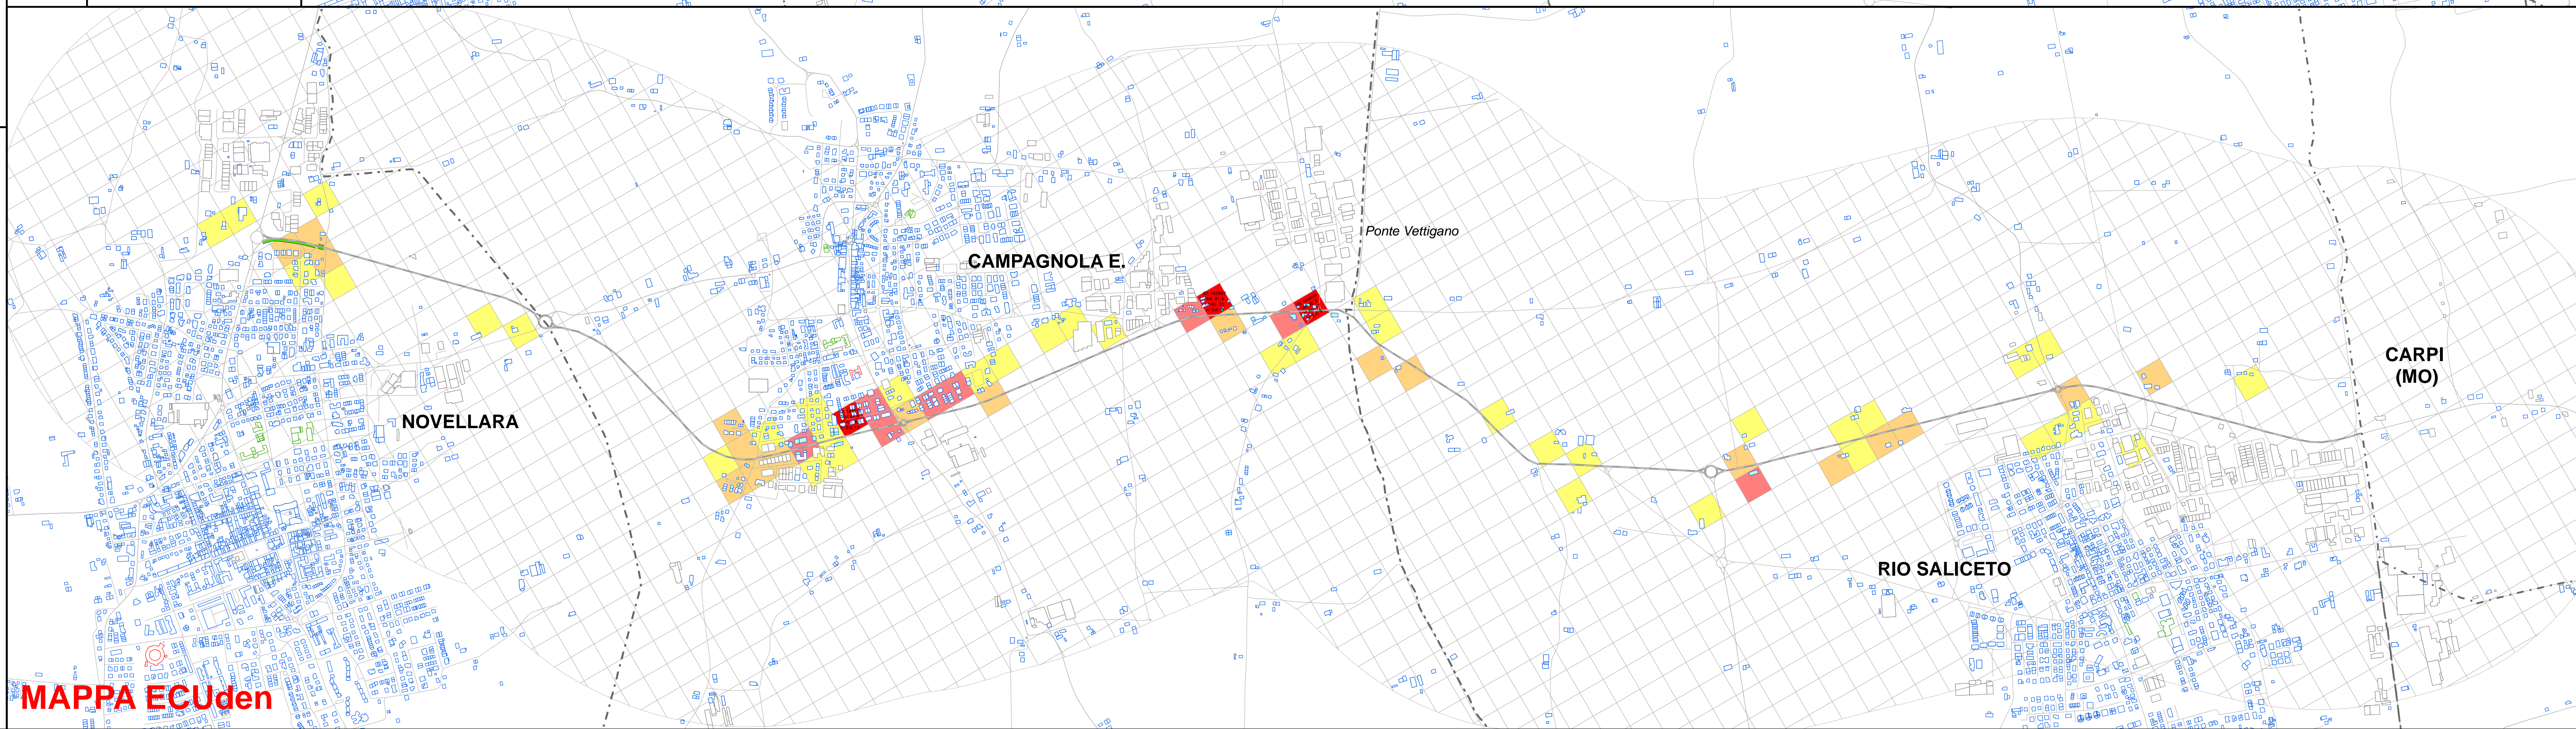 Ponte Vettigano
CAMPAGNOLA E.
CARPI
(MO)
NOVELLARA
RIO SALICETO
MAPPA ECUden